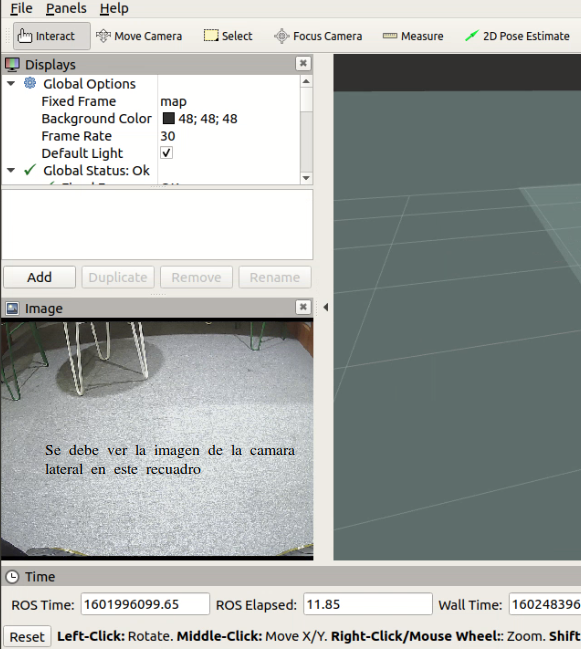 File Panels Help
Interact Move Camera Select Focus Camera Measure 2D Pose Estimate
Displays
Global Options
Fixed Frame map
Background Color 48; 48; 48
Frame Rate 30
Default Light ✓
Global Status: Ok
Add Duplicate Remove Rename
Image
Se debe ver la imagen de la camara
lateral en este recuadro
Time
ROS Time: 1601996099.65 ROS Elapsed: 11.85 Wall Time: 160248396
Reset Left-Click: Rotate. Middle-Click: Move X/Y. Right-Click/Mouse Wheel:: Zoom. Shift